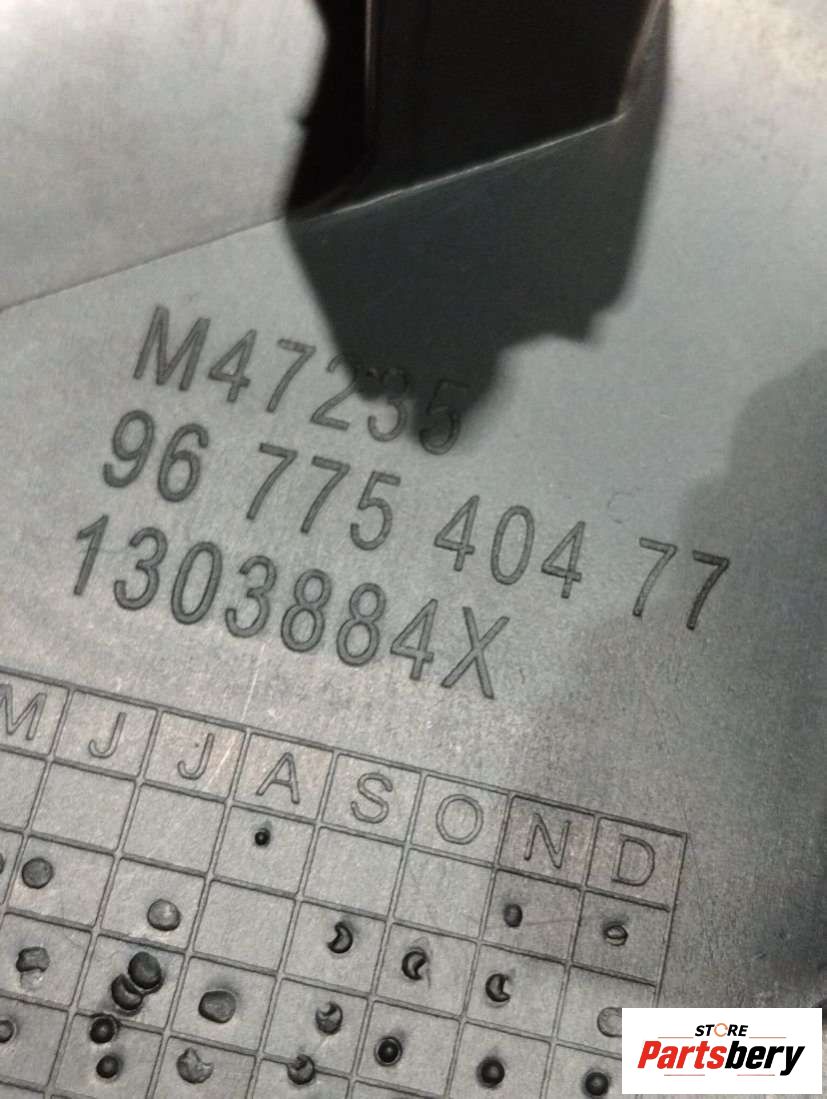 M47235
96 775 404 77
1303884X
M J J A S O N D
STORE
Partsbery